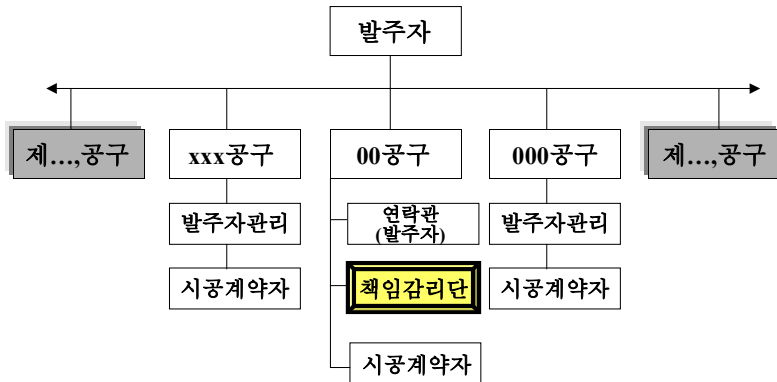 발주자
제…,공구
xxx공구
00공구
000공구
제…,공구
발주자관리
연락관
(발주자)
발주자관리
시공계약자
책임감리단
시공계약자
시공계약자